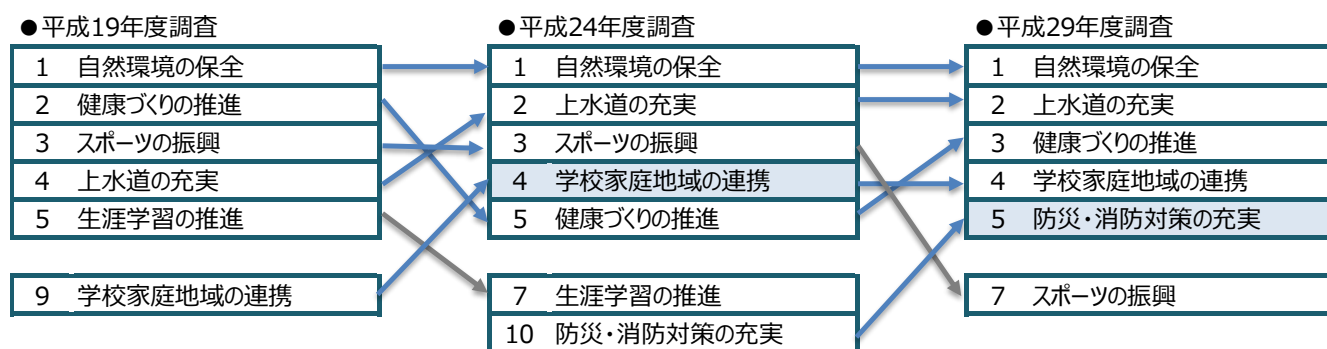 ●平成19年度調査
1 自然環境の保全
2 健康づくりの推進
3 スポーツの振興
4 上水道の充実
5 生涯学習の推進
9 学校家庭地域の連携
●平成24年度調査
1 自然環境の保全
2 上水道の充実
3 スポーツの振興
4 学校家庭地域の連携
5 健康づくりの推進
7 生涯学習の推進
10 防災・消防対策の充実
●平成29年度調査
1 自然環境の保全
2 上水道の充実
3 健康づくりの推進
4 学校家庭地域の連携
5 防災・消防対策の充実
7 スポーツの振興